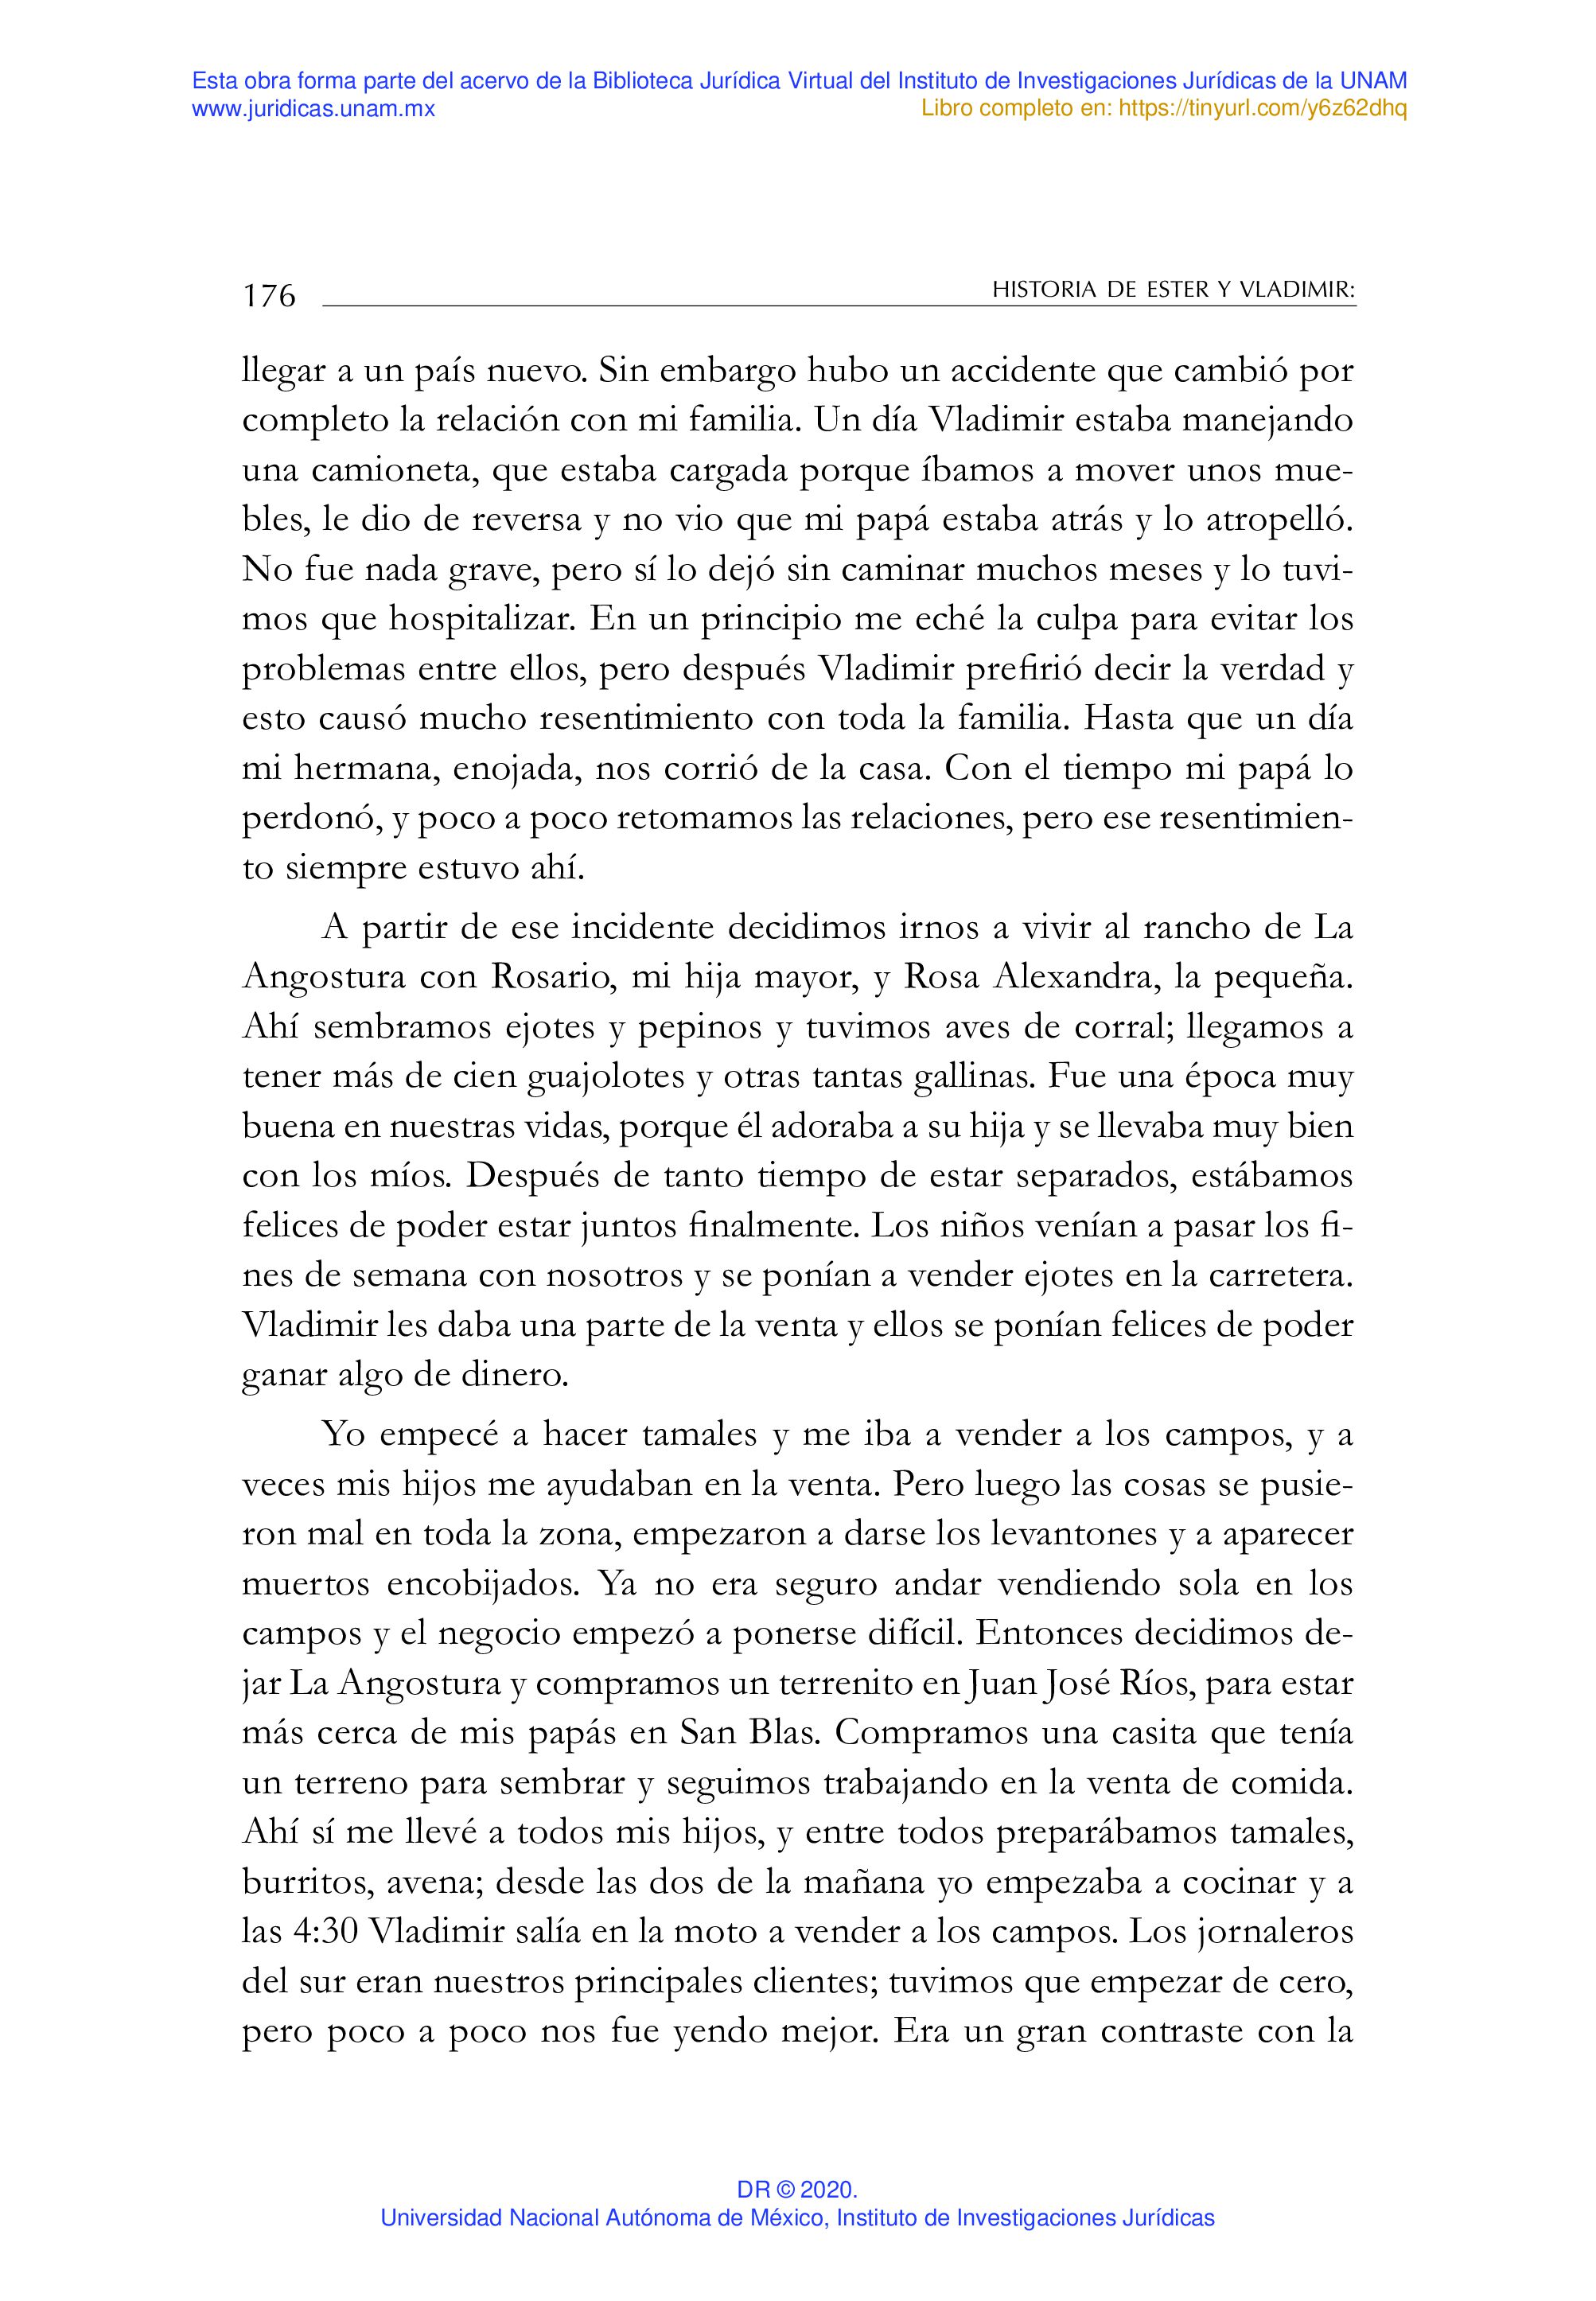 Esta obra forma parte del acervo de la Biblioteca Jurídica Virtual del Instituto de Investigaciones Jurídicas de la UNAM
www.juridicas.unam.mx
Libro completo en: https://tinyurl.com/y6z62dhq
176
HISTORIA DE ESTER Y VLADIMIR:
llegar a un país nuevo. Sin embargo hubo un accidente que cambió por
completo la relación con mi familia. Un día Vladimir estaba manejando
una camioneta, que estaba cargada porque íbamos a mover unos mue-
bles, le dio de reversa y no vio que mi papá estaba atrás y lo atropelló.
No fue nada grave, pero sí lo dejó sin caminar muchos meses y lo tuvi-
mos que hospitalizar. En un principio me eché la culpa para evitar los
problemas entre ellos, pero después Vladimir prefirió decir la verdad y
esto causó mucho resentimiento con toda la familia. Hasta que un día
mi hermana, enojada, nos corrió de la casa. Con el tiempo mi papá lo
perdonó, y poco a poco retomamos las relaciones, pero ese resentimien-
to siempre estuvo ahí.
A partir de ese incidente decidimos irnos a vivir al rancho de La
Angostura con Rosario, mi hija mayor, y Rosa Alexandra, la pequeña.
Ahí sembramos ejotes y pepinos y tuvimos aves de corral; llegamos a
tener más de cien guajolotes y otras tantas gallinas. Fue una época muy
buena en nuestras vidas, porque él adoraba a su hija y se llevaba muy bien
con los míos. Después de tanto tiempo de estar separados, estábamos
felices de poder estar juntos finalmente. Los niños venían a pasar los fi-
nes de semana con nosotros y se ponían a vender ejotes en la carretera.
Vladimir les daba una parte de la venta y ellos se ponían felices de poder
ganar algo de dinero.
Yo empecé a hacer tamales y me iba a vender a los campos, y a
veces mis hijos me ayudaban en la venta. Pero luego las cosas se pusie-
ron mal en toda la zona, empezaron a darse los levantones y a aparecer
muertos encobijados. Ya no era seguro andar vendiendo sola en los
campos y el negocio empezó a ponerse difícil. Entonces decidimos de-
jar La Angostura y compramos un terrenito en Juan José Ríos, para estar
más cerca de mis papás en San Blas. Compramos una casita que tenía
un terreno para sembrar y seguimos trabajando en la venta de comida.
Ahí sí me llevé a todos mis hijos, y entre todos preparábamos tamales,
burritos, avena; desde las dos de la mañana yo empezaba a cocinar y a
las 4:30 Vladimir salía en la moto a vender a los campos. Los jornaleros
del sur eran nuestros principales clientes; tuvimos que empezar de cero,
pero poco a poco nos fue yendo mejor. Era un gran contraste con la
DR © 2020.
Universidad Nacional Autónoma de México, Instituto de Investigaciones Jurídicas